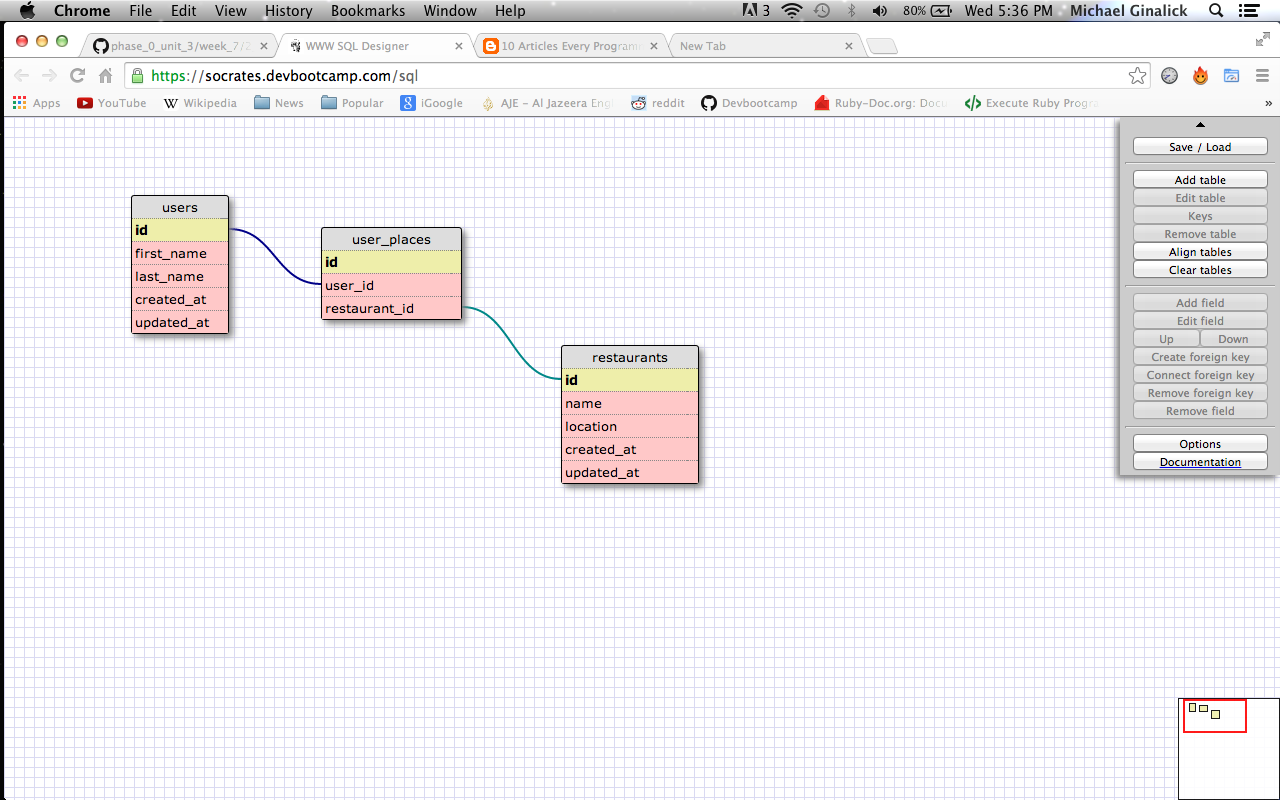 Chrome File Edit View History Bookmarks Window Help 3 80% Wed 5:36 PM Michael Ginalick
phase_0_unit_3/week_7/ WWW SQL Designer 10 Articles Every Program New Tab
https://socrates.devbootcamp.com/sql
Apps YouTube Wikipedia News Popular iGoogle AJE – Al Jazeera Eng reddit Devbootcamp Ruby-Doc.org: Docu Execute Ruby Progra »
Save / Load
Add table
Edit table
Keys
Remove table
Align tables
Clear tables
Add field
Edit field
Up Down
Create foreign key
Connect foreign key
Remove foreign key
Remove field
Options
Documentation
users
id
first_name
last_name
created_at
updated_at
user_places
id
user_id
restaurant_id
restaurants
id
name
location
created_at
updated_at